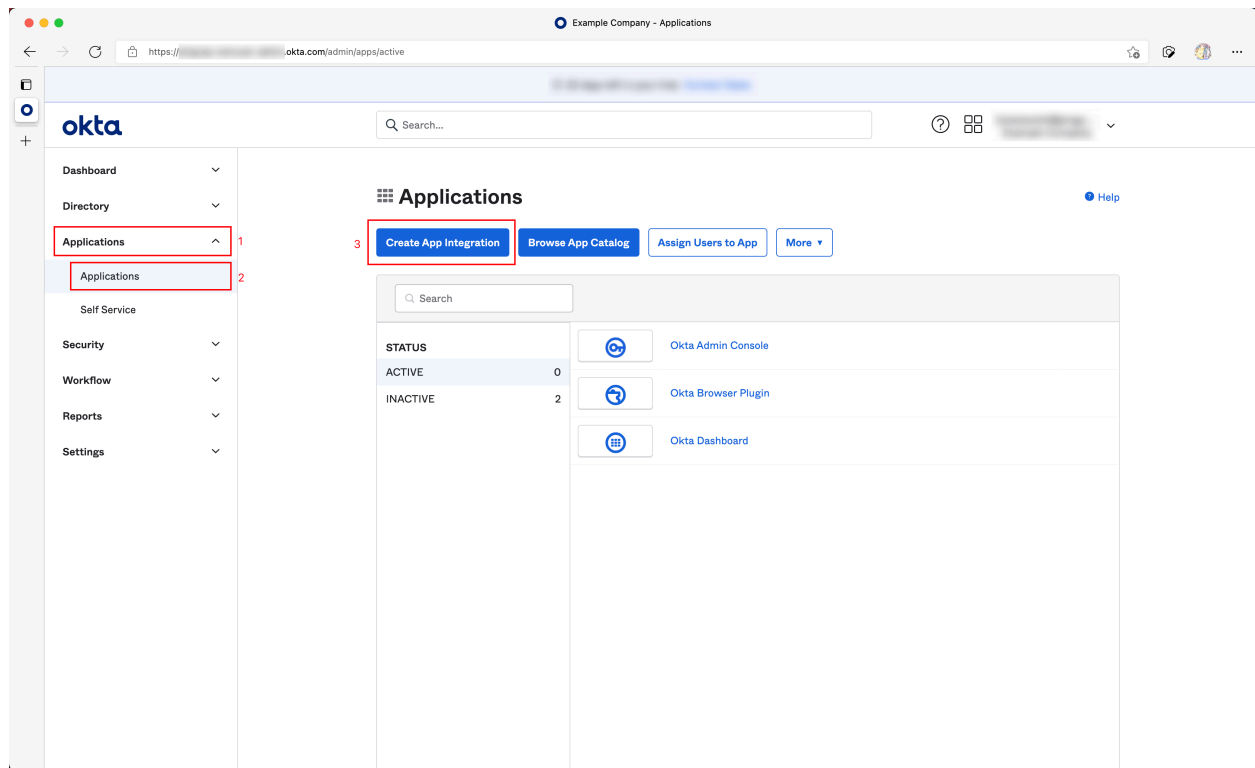 Example Company - Applications
https:// .okta.com/admin/apps/active
okta
Search...
Dashboard
Directory
Applications
1
Applications
2
Self Service
Security
Workflow
Reports
Settings
Applications
Help
3
Create App Integration
Browse App Catalog
Assign Users to App
More
Search
STATUS
ACTIVE 0
INACTIVE 2
Okta Admin Console
Okta Browser Plugin
Okta Dashboard